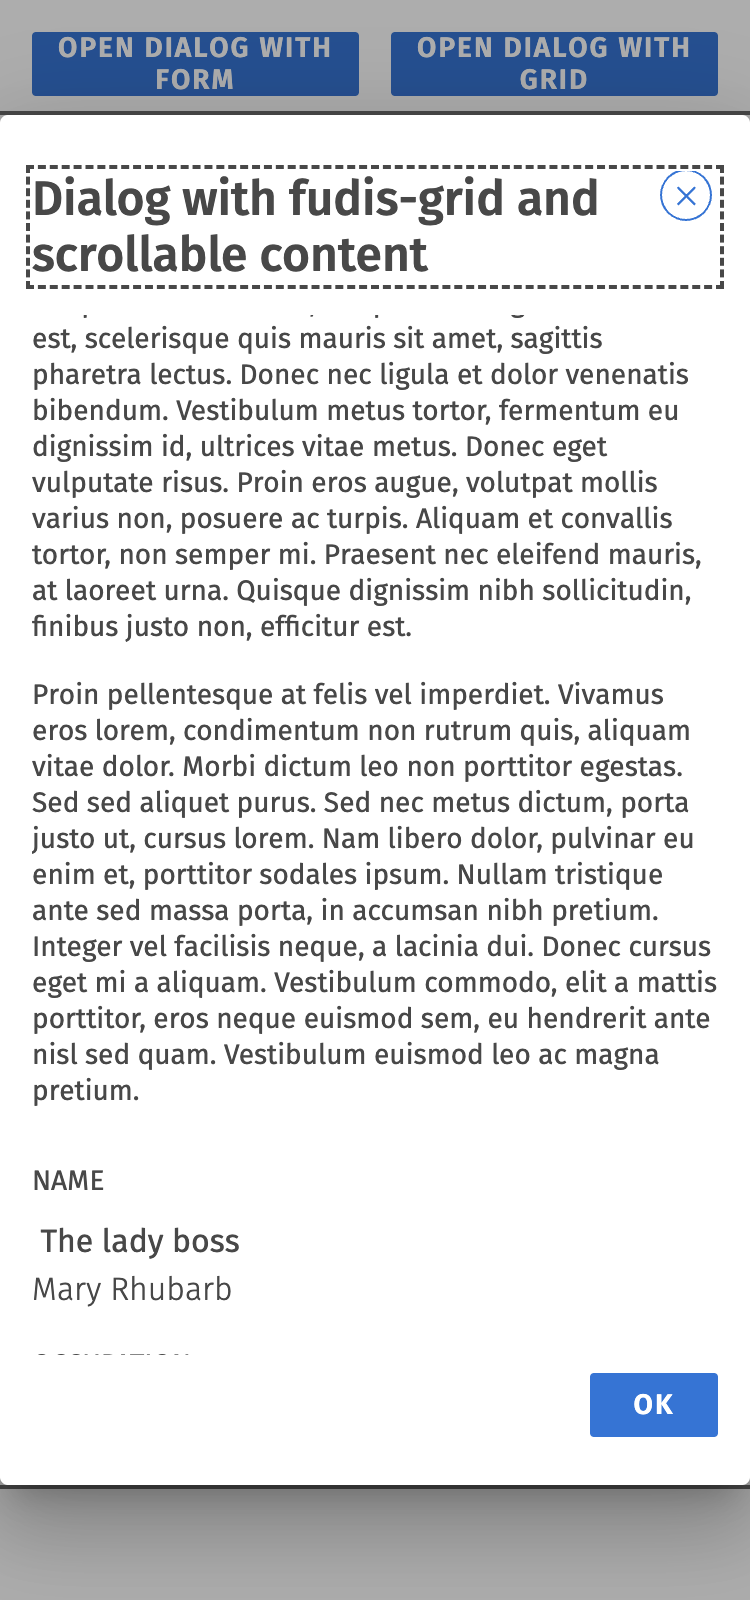 OPEN DIALOG WITH
FORM
OPEN DIALOG WITH
GRID
Dialog with fudis-grid and
scrollable content
est, scelerisque quis mauris sit amet, sagittis
pharetra lectus. Donec nec ligula et dolor venenatis
bibendum. Vestibulum metus tortor, fermentum eu
dignissim id, ultrices vitae metus. Donec eget
vulputate risus. Proin eros augue, volutpat mollis
varius non, posuere ac turpis. Aliquam et convallis
tortor, non semper mi. Praesent nec eleifend mauris,
at laoreet urna. Quisque dignissim nibh sollicitudin,
finibus justo non, efficitur est.
Proin pellentesque at felis vel imperdiet. Vivamus
eros lorem, condimentum non rutrum quis, aliquam
vitae dolor. Morbi dictum leo non porttitor egestas.
Sed sed aliquet purus. Sed nec metus dictum, porta
justo ut, cursus lorem. Nam libero dolor, pulvinar eu
enim et, porttitor sodales ipsum. Nullam tristique
ante sed massa porta, in accumsan nibh pretium.
Integer vel facilisis neque, a lacinia dui. Donec cursus
eget mi a aliquam. Vestibulum commodo, elit a mattis
porttitor, eros neque euismod sem, eu hendrerit ante
nisl sed quam. Vestibulum euismod leo ac magna
pretium.
NAME
The lady boss
Mary Rhubarb
OK